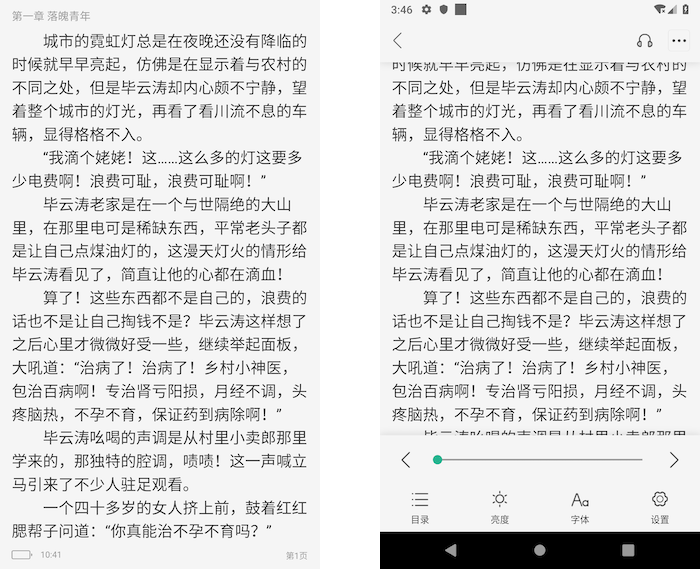 第一章 落魄青年
城市的霓虹灯总是在夜晚还没有降临的
时候就早早亮起，仿佛是在显示着与农村的
不同之处，但是毕云涛却内心颇不宁静，望
着整个城市的灯光，再看了看川流不息的车
辆，显得格格不入。
“我滴个姥姥！这……这么多的灯这要多
少电费啊！浪费可耻，浪费可耻啊！”
毕云涛老家是在一个与世隔绝的大山
里，在那里电可是稀缺东西，平常老头子都
是让自己点煤油灯的，这漫天灯火的情形给
毕云涛看见了，简直让他的心都在滴血！
算了！这些东西都不是自己的，浪费的
话也不是让自己掏钱不是？毕云涛这样想了
之后心里才微微好受一些，继续举起面板，
大吼道：“治病了！治病了！乡村小神医，
包治百病啊！专治肾亏阳损，月经不调，头
疼脑热，不孕不育，保证药到病除啊！”
毕云涛吆喝的声调是从村里小卖郎那里
学来的，那独特的腔调，啧啧！这一声喊立
马引来了不少人驻足观看。
一个四十多岁的女人挤上前，鼓着红红
腮帮子问道：“你真能治不孕不育吗？”
10:41
第1页
3:46
时候就早早亮起，仿佛是在显示着与农村的
不同之处，但是毕云涛却内心颇不宁静，望
着整个城市的灯光，再看了看川流不息的车
辆，显得格格不入。
“我滴个姥姥！这……这么多的灯这要多
少电费啊！浪费可耻，浪费可耻啊！”
毕云涛老家是在一个与世隔绝的大山
里，在那里电可是稀缺东西，平常老头子都
是让自己点煤油灯的，这漫天灯火的情形给
毕云涛看见了，简直让他的心都在滴血！
算了！这些东西都不是自己的，浪费的
话也不是让自己掏钱不是？毕云涛这样想了
之后心里才微微好受一些，继续举起面板，
大吼道：“治病了！治病了！乡村小神医，
包治百病啊！专治肾亏阳损，月经不调，头
疼脑热，不孕不育，保证药到病除啊！”
毕云涛吆喝的声调是从村里小卖郎那里
目录
亮度
Aa
字体
设置